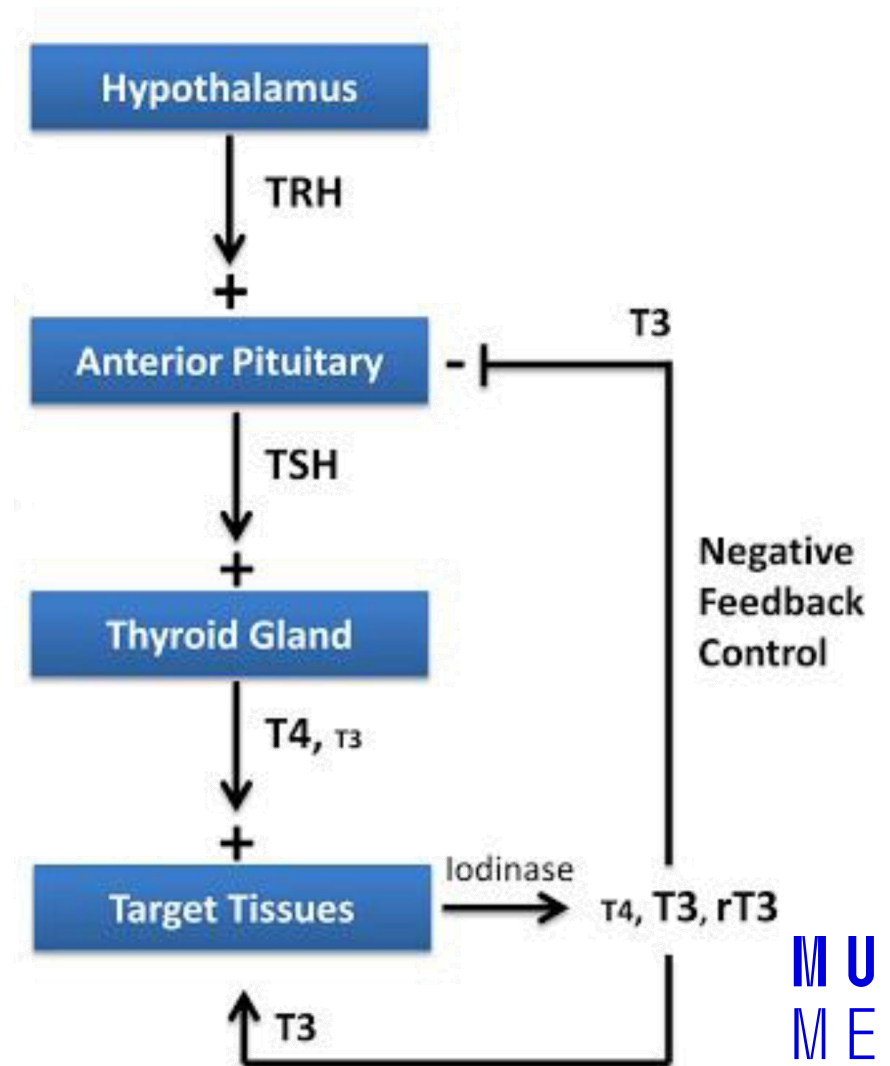 Hypothalamus
TRH
+
T3
Anterior Pituitary -
TSH
+
Negative
Feedback
Control
Thyroid Gland
T4, T3
+
Iodinase
Target Tissues
T4, T3, rT3
T3
MU
ME